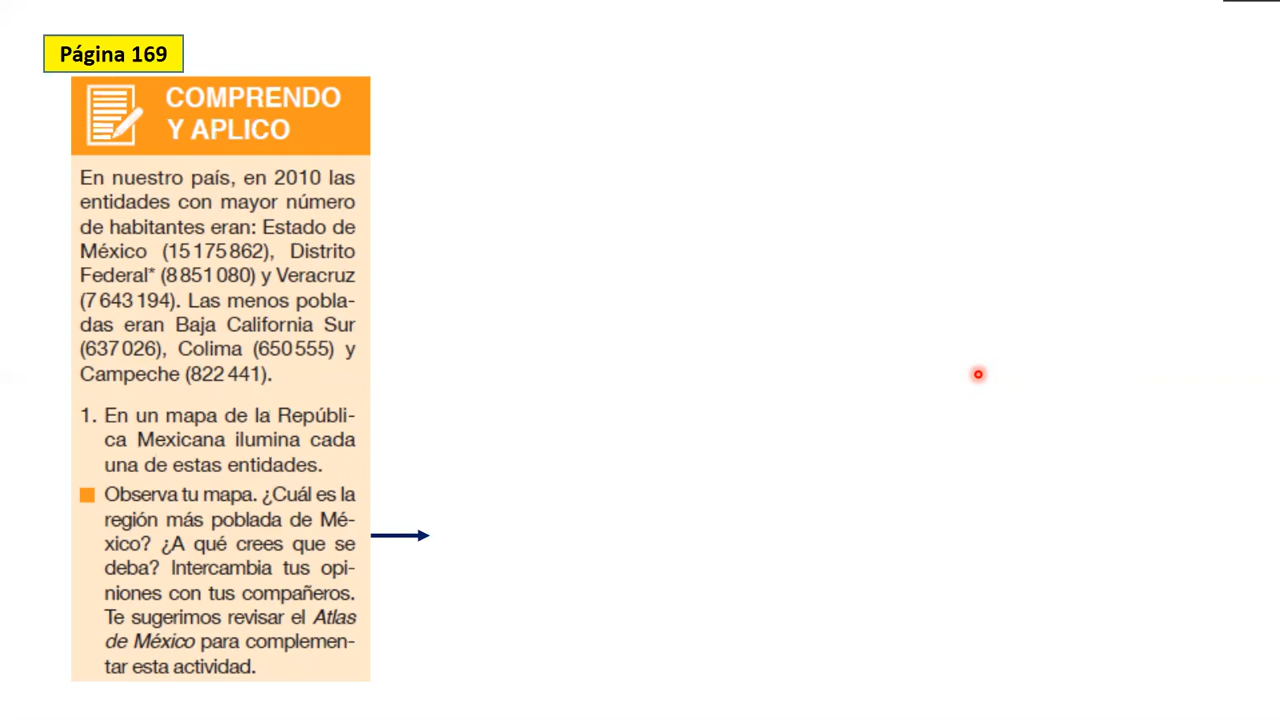 Página 169
COMPRENDO
Y APLICO
En nuestro país, en 2010 las
entidades con mayor número
de habitantes eran: Estado de
México (15 175 862), Distrito
Federal* (8 851 080) y Veracruz
(7 643 194). Las menos pobla-
das eran Baja California Sur
(637 026), Colima (650 555) y
Campeche (822 441).
1. En un mapa de la Repúbli-
ca Mexicana ilumina cada
una de estas entidades.
Observa tu mapa. ¿Cuál es la
región más poblada de Mé-
xico? ¿A qué crees que se
deba? Intercambia tus opi-
niones con tus compañeros.
Te sugerimos revisar el Atlas
de México para complemen-
tar esta actividad.